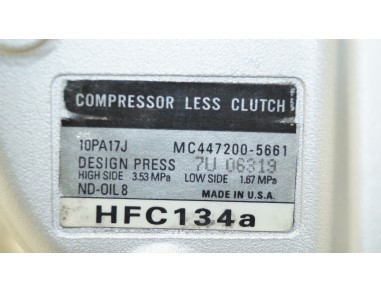 COMPRESSOR LESS CLUTCH
10PA17J MC447200-5661
DESIGN PRESS 7U 06319
HIGH SIDE 3.53 MPa LOW SIDE 1.67 MPa
ND-OIL 8 MADE IN U.S.A.
HFC134a